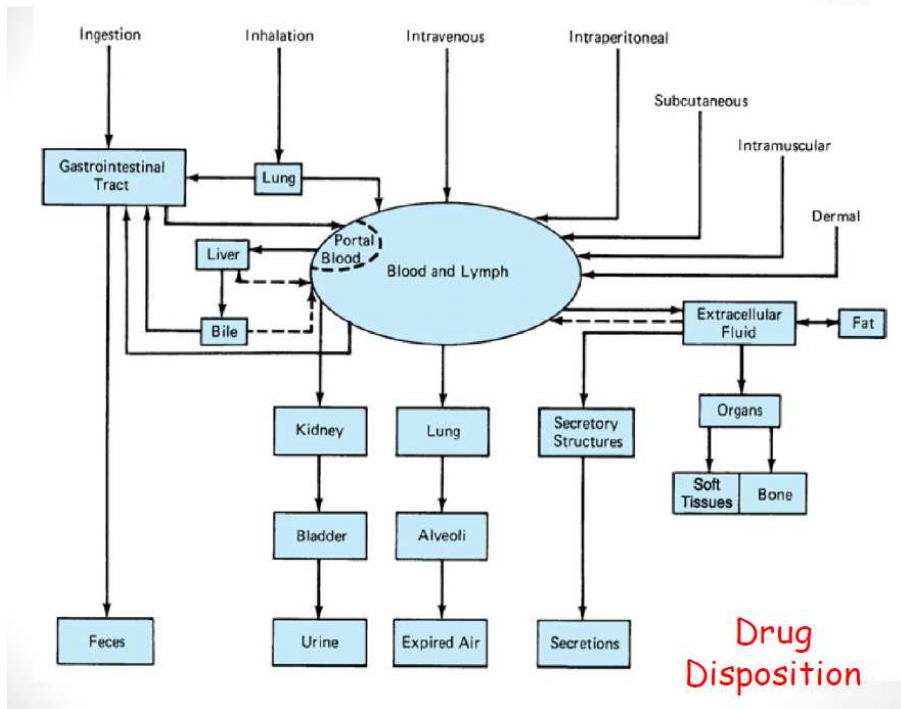 Ingestion
Inhalation
Intravenous
Intraperitoneal
Subcutaneous
Intramuscular
Dermal
Gastrointestinal
Tract
Lung
Portal
Blood
Liver
Blood and Lymph
Bile
Extracellular
Fluid
Fat
Kidney
Lung
Secretory
Structures
Organs
Soft
Tissues
Bone
Bladder
Alveoli
Feces
Urine
Expired Air
Secretions
Drug
Disposition